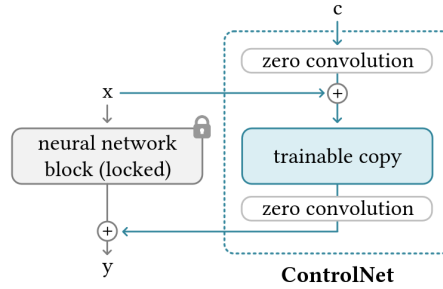 c
zero convolution
x
+
neural network
block (locked)
trainable copy
zero convolution
+
y
ControlNet